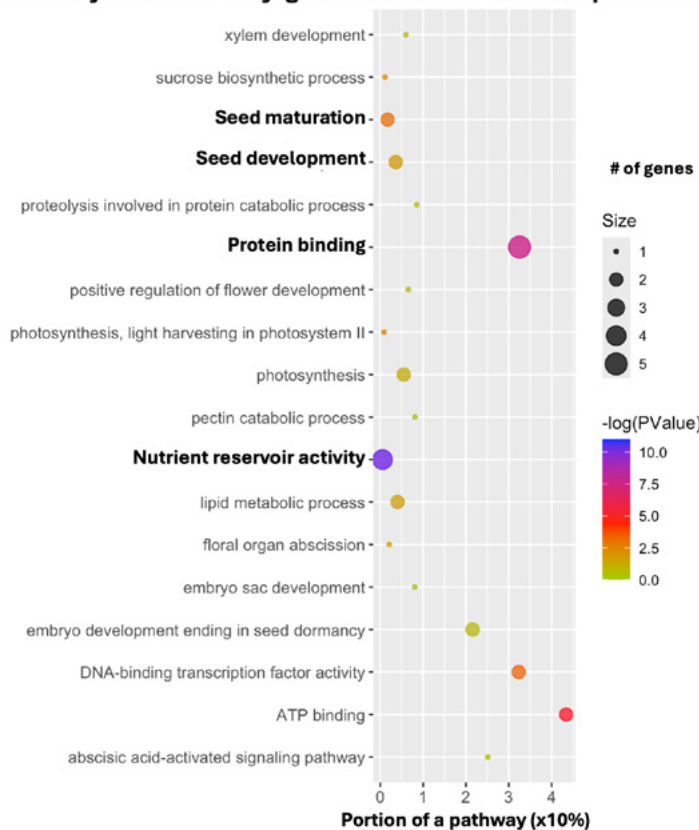 xylem development
sucrose biosynthetic process
Seed maturation
Seed development
proteolysis involved in protein catabolic process
Protein binding
positive regulation of flower development
photosynthesis, light harvesting in photosystem II
photosynthesis
pectin catabolic process
Nutrient reservoir activity
lipid metabolic process
floral organ abscission
embryo sac development
embryo development ending in seed dormancy
DNA-binding transcription factor activity
ATP binding
abscisic acid-activated signaling pathway
0 1 2 3 4
Portion of a pathway (x10%)
# of genes
Size
1
2
3
4
5
-log(PValue)
10.0
7.5
5.0
2.5
0.0